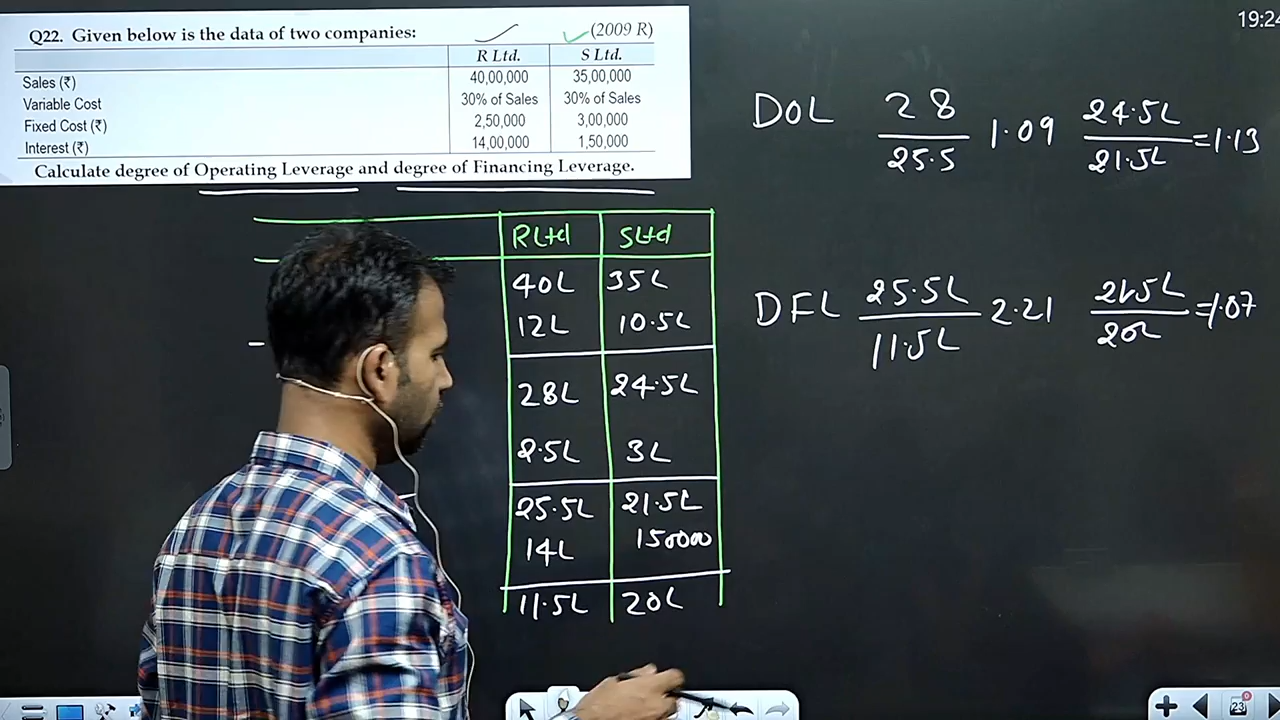 19:24
Q22. Given below is the data of two companies: (2009 R)
R Ltd. S Ltd.
Sales (₹) 40,00,000 35,00,000
Variable Cost 30% of Sales 30% of Sales
Fixed Cost (₹) 2,50,000 3,00,000
Interest (₹) 14,00,000 1,50,000
Calculate degree of Operating Leverage and degree of Financing Leverage.
DOL 28/25.5 1.09 24.5L/21.5L =1.13
RLtd SLtd
40L 35L
12L 10.5L
28L 24.5L
2.5L 3L
25.5L 21.5L
14L 150000
11.5L 20L
DFL 25.5L/11.5L 2.21 21.5L/20L =1.07
23